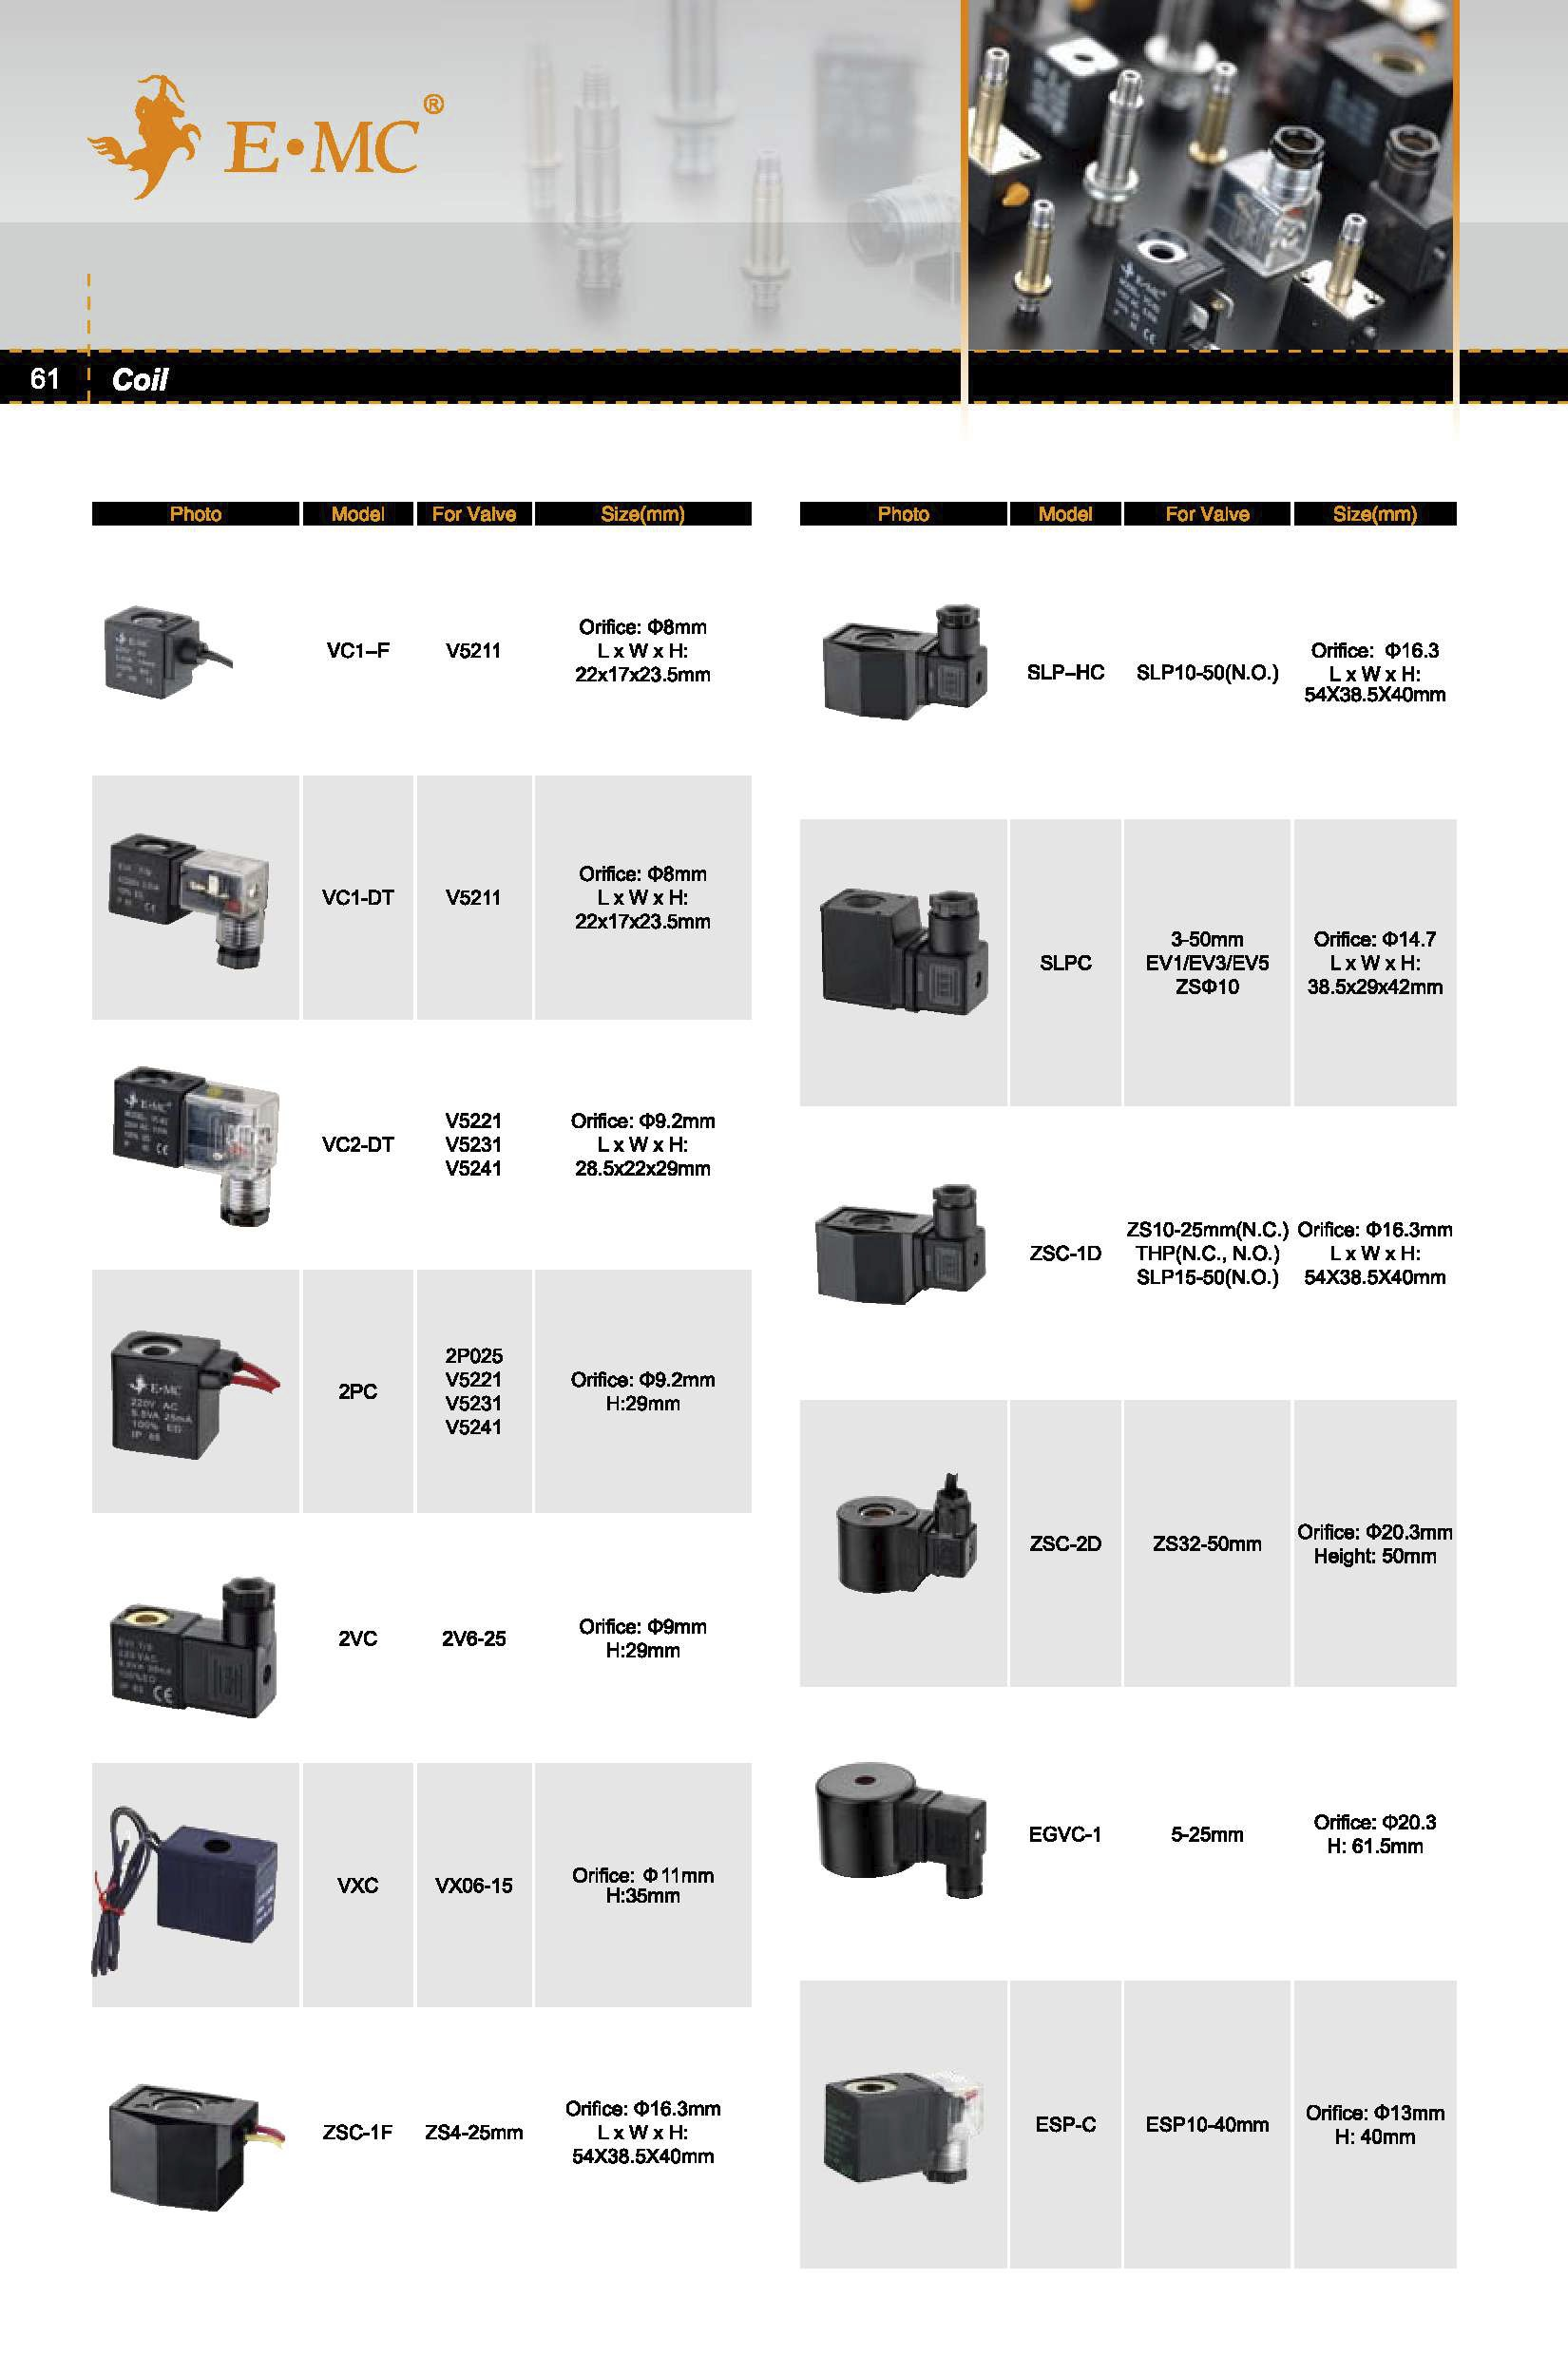 E•MC®
61
Coil
Photo Model For Valve Size(mm)
VC1–F V5211 Orifice: Φ8mm
L x W x H:
22x17x23.5mm
VC1-DT V5211 Orifice: Φ8mm
L x W x H:
22x17x23.5mm
VC2-DT
V5221
V5231
V5241
Orifice: Φ9.2mm
L x W x H:
28.5x22x29mm
E•MC
220V AC
100% ED
2PC
2P025
V5221
V5231
V5241
Orifice: Φ9.2mm
H:29mm
2VC 2V6-25 Orifice: Φ9mm
H:29mm
VXC VX06-15 Orifice: Φ11mm
H:35mm
ZSC-1F ZS4-25mm Orifice: Φ16.3mm
L x W x H:
54X38.5X40mm
Photo Model For Valve Size(mm)
SLP–HC SLP10-50(N.O.) Orifice: Φ16.3
L x W x H:
54X38.5X40mm
SLPC
3-50mm
EV1/EV3/EV5
ZSΦ10
Orifice: Φ14.7
L x W x H:
38.5x29x42mm
ZSC-1D
ZS10-25mm(N.C.)
THP(N.C., N.O.)
SLP15-50(N.O.)
Orifice: Φ16.3mm
L x W x H:
54X38.5X40mm
ZSC-2D ZS32-50mm Orifice: Φ20.3mm
Height: 50mm
EGVC-1 5-25mm Orifice: Φ20.3
H: 61.5mm
ESP-C ESP10-40mm Orifice: Φ13mm
H: 40mm